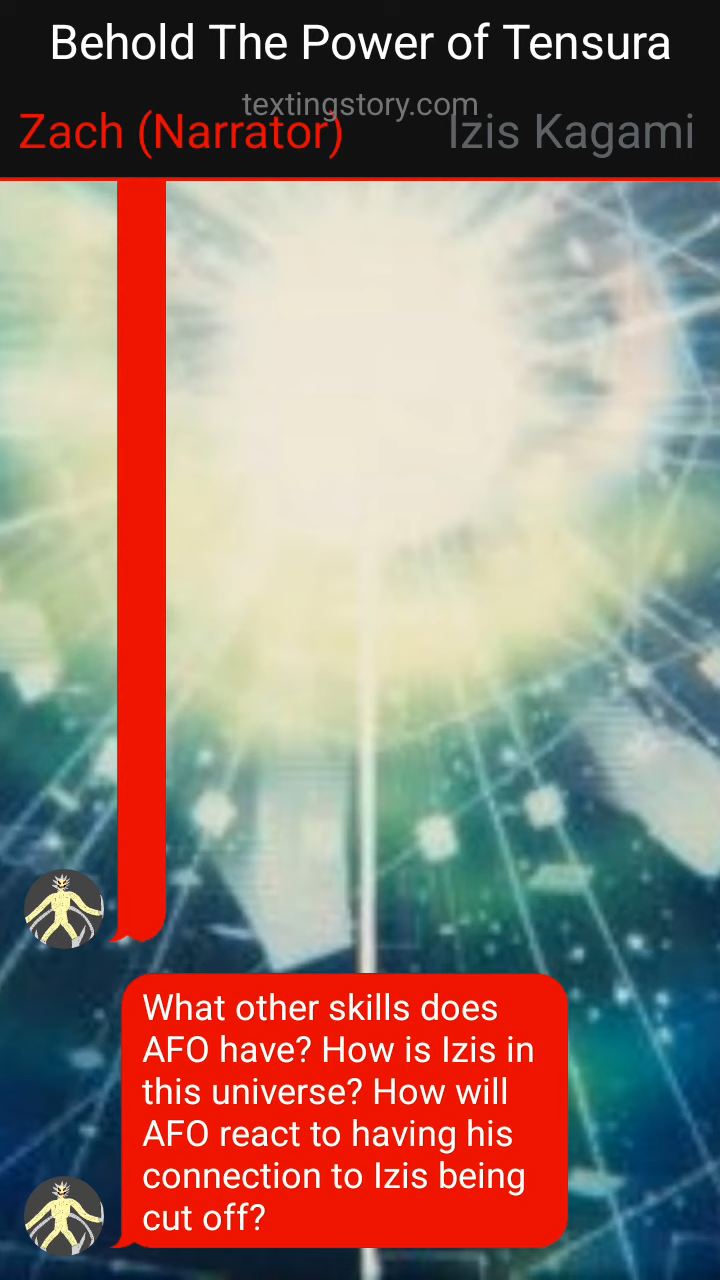 Behold The Power of Tensura
textingstory.com
Zach (Narrator) Izis Kagami
What other skills does
AFO have? How is Izis in
this universe? How will
AFO react to having his
connection to Izis being
cut off?